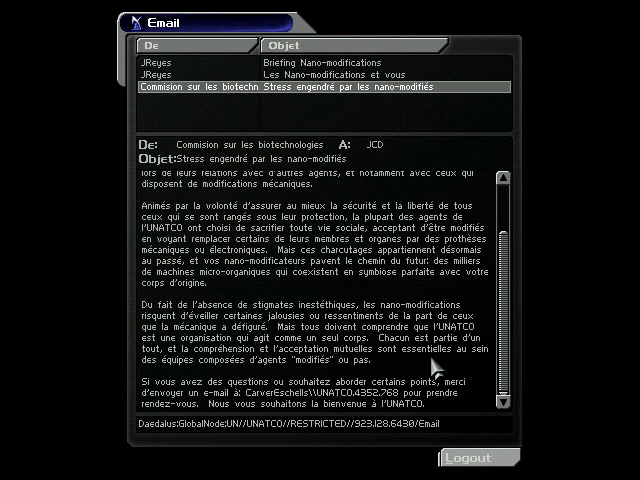 Email
De Objet
JReyes Briefing Nano-modifications
JReyes Les Nano-modifications et vous
Commision sur les biotechn Stress engendré par les nano-modifiés
De: Commision sur les biotechnologies A: JCD
Objet: Stress engendré par les nano-modifiés
lors de leurs relations avec d'autres agents, et notamment avec ceux qui
disposent de modifications mécaniques.
Animés par la volonté d'assurer au mieux la sécurité et la liberté de tous
ceux qui se sont rangés sous leur protection, la plupart des agents de
l'UNATCO ont choisi de sacrifier toute vie sociale, acceptant d'être modifiés
en voyant remplacer certains de leurs membres et organes par des prothèses
mécaniques ou électroniques. Mais ces charcutages appartiennent désormais
au passé, et vos nano-modificateurs pavent le chemin du futur: des milliers
de machines micro-organiques qui coexistent en symbiose parfaite avec votre
corps d'origine.
Du fait de l'absence de stigmates inestéthiques, les nano-modifications
risquent d'éveiller certaines jalousies ou ressentiments de la part de ceux
que la mécanique a défiguré. Mais tous doivent comprendre que l'UNATCO
est une organisation qui agit comme un seul corps. Chacun est partie d'un
tout, et la compréhension et l'acceptation mutuelles sont essentielles au sein
des équipes composées d'agents "modifiés" ou pas.
Si vous avez des questions ou souhaitez aborder certains points, merci
d'envoyer un e-mail à: CarverEschells\\UNATCO.4352.768 pour prendre
rendez-vous. Nous vous souhaitons la bienvenue à l'UNATCO.
Daedalus:GlobalNode:UN//UNATCO//RESTRICTED//923.128.6430/Email
Logout